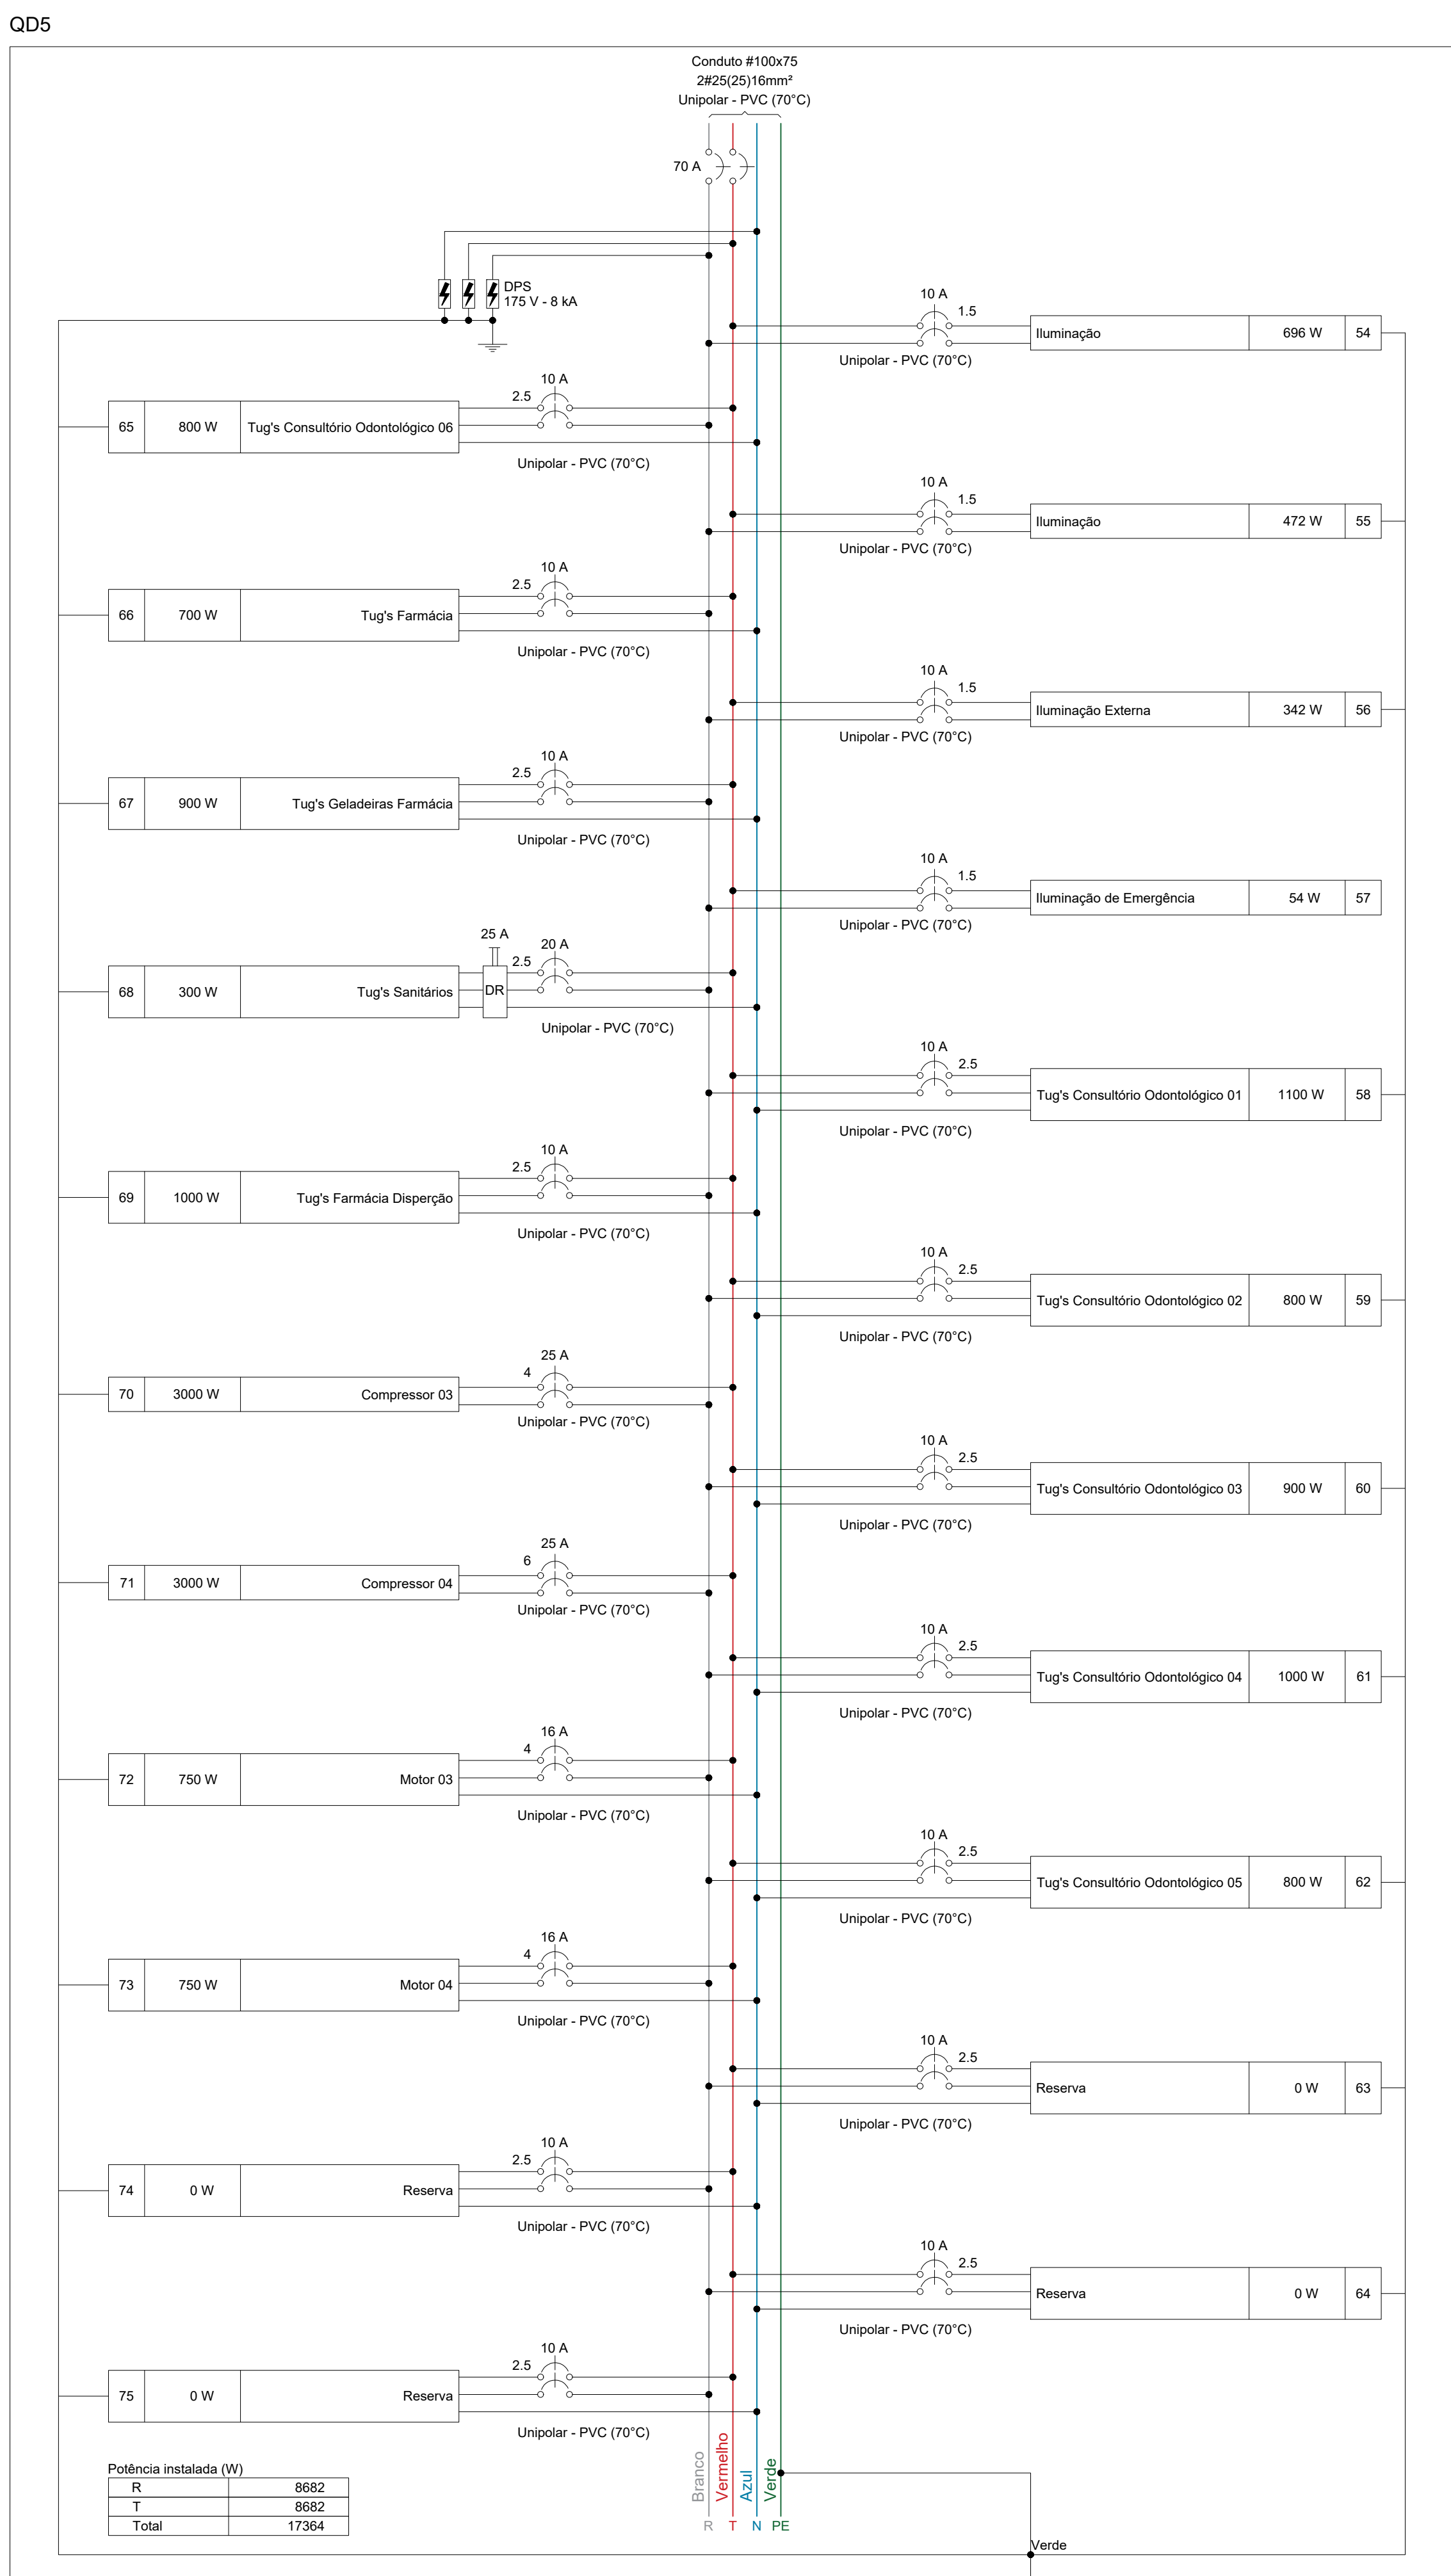 QD5
Conduto #100x75
2#25(25)16mm²
Unipolar - PVC (70°C)
70 A
DPS
175 V - 8 kA
10 A
1.5
Iluminação 696 W 54
Unipolar - PVC (70°C)
10 A
2.5
65 800 W Tug's Consultório Odontológico 06
Unipolar - PVC (70°C)
10 A
1.5
Iluminação 472 W 55
Unipolar - PVC (70°C)
10 A
2.5
66 700 W Tug's Farmácia
Unipolar - PVC (70°C)
10 A
1.5
Iluminação Externa 342 W 56
Unipolar - PVC (70°C)
10 A
2.5
67 900 W Tug's Geladeiras Farmácia
Unipolar - PVC (70°C)
10 A
1.5
Iluminação de Emergência 54 W 57
Unipolar - PVC (70°C)
25 A
20 A
2.5
68 300 W Tug's Sanitários DR
Unipolar - PVC (70°C)
10 A
2.5
Tug's Consultório Odontológico 01 1100 W 58
Unipolar - PVC (70°C)
10 A
2.5
69 1000 W Tug's Farmácia Disperção
Unipolar - PVC (70°C)
10 A
2.5
Tug's Consultório Odontológico 02 800 W 59
Unipolar - PVC (70°C)
25 A
4
70 3000 W Compressor 03
Unipolar - PVC (70°C)
10 A
2.5
Tug's Consultório Odontológico 03 900 W 60
Unipolar - PVC (70°C)
25 A
6
71 3000 W Compressor 04
Unipolar - PVC (70°C)
10 A
2.5
Tug's Consultório Odontológico 04 1000 W 61
Unipolar - PVC (70°C)
16 A
4
72 750 W Motor 03
Unipolar - PVC (70°C)
10 A
2.5
Tug's Consultório Odontológico 05 800 W 62
Unipolar - PVC (70°C)
16 A
4
73 750 W Motor 04
Unipolar - PVC (70°C)
10 A
2.5
Reserva 0 W 63
Unipolar - PVC (70°C)
10 A
2.5
74 0 W Reserva
Unipolar - PVC (70°C)
10 A
2.5
Reserva 0 W 64
Unipolar - PVC (70°C)
10 A
2.5
75 0 W Reserva
Unipolar - PVC (70°C)
Potência instalada (W)
R 8682
T 8682
Total 17364
Branco
Vermelho
Azul
Verde
R T N PE
Verde